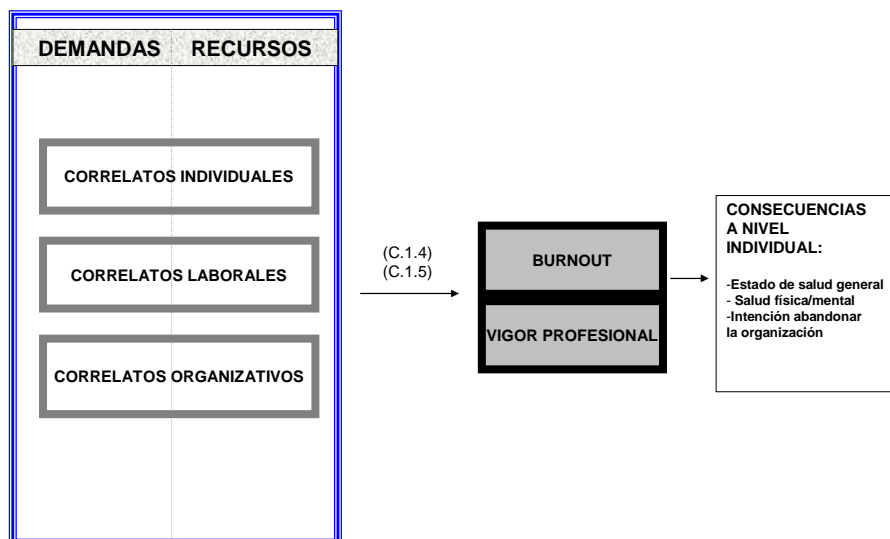 DEMANDAS RECURSOS
CORRELATOS INDIVIDUALES
CORRELATOS LABORALES
CORRELATOS ORGANIZATIVOS
(C.1.4)
(C.1.5)
BURNOUT
VIGOR PROFESIONAL
CONSECUENCIAS
A NIVEL
INDIVIDUAL:
-Estado de salud general
- Salud física/mental
-Intención abandonar
la organización